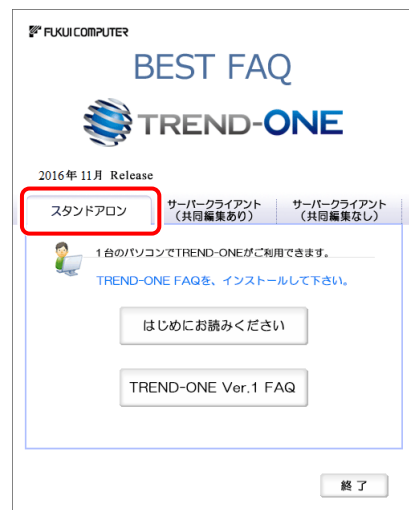 FUKUI COMPUTER
BEST FAQ
TREND-ONE
2016年 11月 Release
スタンドアロン
サーバークライアント
（共同編集あり）
サーバークライアント
（共同編集なし）
1台のパソコンでTREND-ONEがご利用できます。
TREND-ONE FAQを、インストールして下さい。
はじめにお読みください
TREND-ONE Ver.1 FAQ
終 了